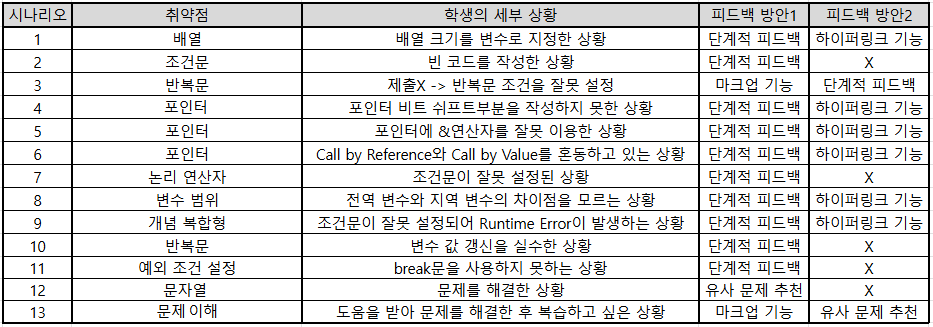 시나리오 취약점 학생의 세부 상황 피드백 방안1 피드백 방안2
1 배열 배열 크기를 변수로 지정한 상황 단계적 피드백 하이퍼링크 기능
2 조건문 빈 코드를 작성한 상황 단계적 피드백 X
3 반복문 제출X -> 반복문 조건을 잘못 설정 마크업 기능 단계적 피드백
4 포인터 포인터 비트 쉬프트부분을 작성하지 못한 상황 단계적 피드백 하이퍼링크 기능
5 포인터 포인터에 &연산자를 잘못 이용한 상황 단계적 피드백 하이퍼링크 기능
6 포인터 Call by Reference와 Call by Value를 혼동하고 있는 상황 단계적 피드백 하이퍼링크 기능
7 논리 연산자 조건문이 잘못 설정된 상황 단계적 피드백 X
8 변수 범위 전역 변수와 지역 변수의 차이점을 모르는 상황 단계적 피드백 하이퍼링크 기능
9 개념 복합형 조건문이 잘못 설정되어 Runtime Error이 발생하는 상황 단계적 피드백 하이퍼링크 기능
10 반복문 변수 값 갱신을 실수한 상황 단계적 피드백 X
11 예외 조건 설정 break문을 사용하지 못하는 상황 단계적 피드백 X
12 문자열 문제를 해결한 상황 유사 문제 추천 X
13 문제 이해 도움을 받아 문제를 해결한 후 복습하고 싶은 상황 마크업 기능 유사 문제 추천